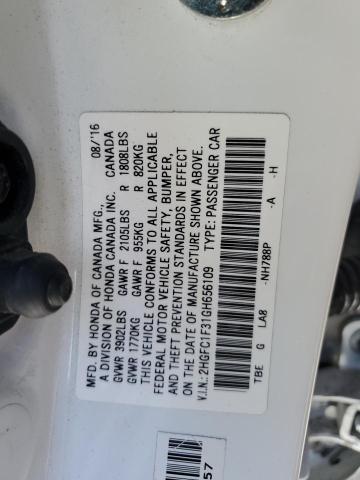 MFD. BY HONDA OF CANADA MFG., 08/'16
A DIVISION OF HONDA CANADA INC. CANADA
GVWR 3902LBS GAWR F 2105LBS R 1808LBS
GVWR 1770KG GAWR F 955KG R 820KG
THIS VEHICLE CONFORMS TO ALL APPLICABLE
FEDERAL MOTOR VEHICLE SAFETY, BUMPER,
AND THEFT PREVENTION STANDARDS IN EFFECT
ON THE DATE OF MANUFACTURE SHOWN ABOVE.
V.I.N.: 2HGFC1F31GH656109 TYPE: PASSENGER CAR
-NH788P -A -H
TBE G LA8
57